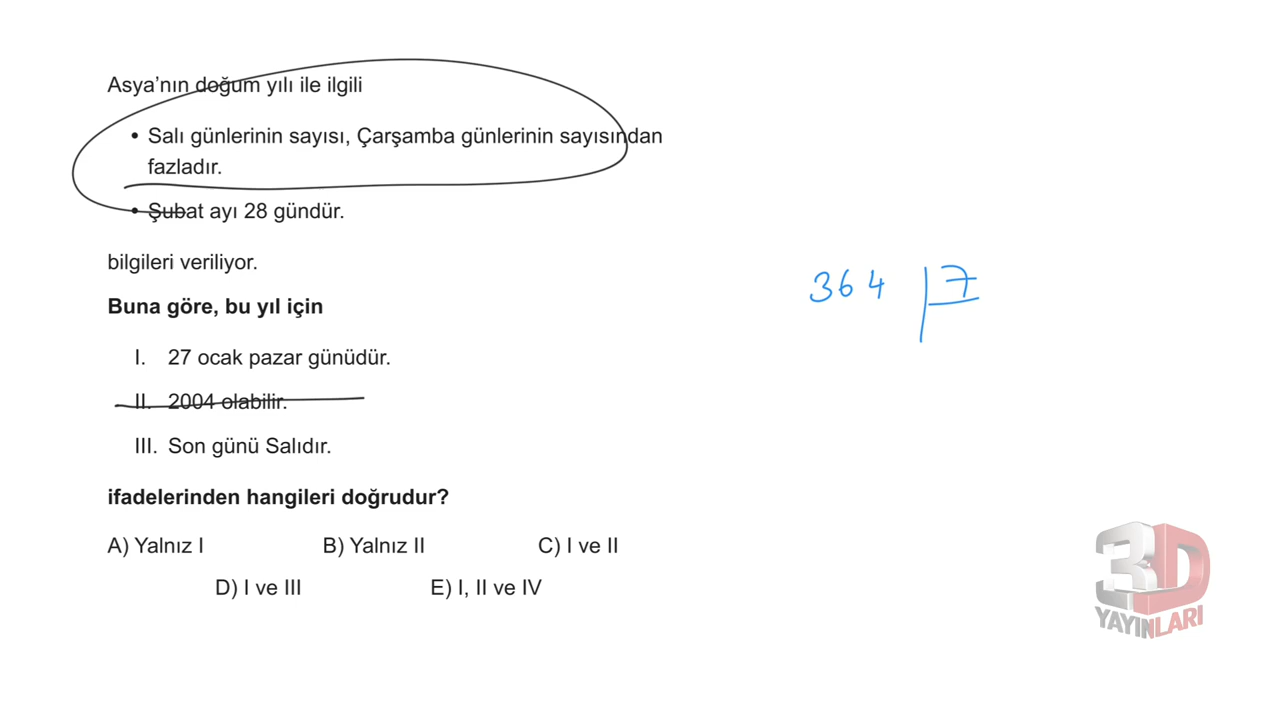 Asya'nın doğum yılı ile ilgili
• Salı günlerinin sayısı, Çarşamba günlerinin sayısından
fazladır.
• Şubat ayı 28 gündür.
bilgileri veriliyor.
Buna göre, bu yıl için
I. 27 ocak pazar günüdür.
II. 2004 olabilir.
III. Son günü Salıdır.
ifadelerinden hangileri doğrudur?
A) Yalnız I B) Yalnız II C) I ve II
D) I ve III E) I, II ve IV
364 7
3D
YAYINLARI